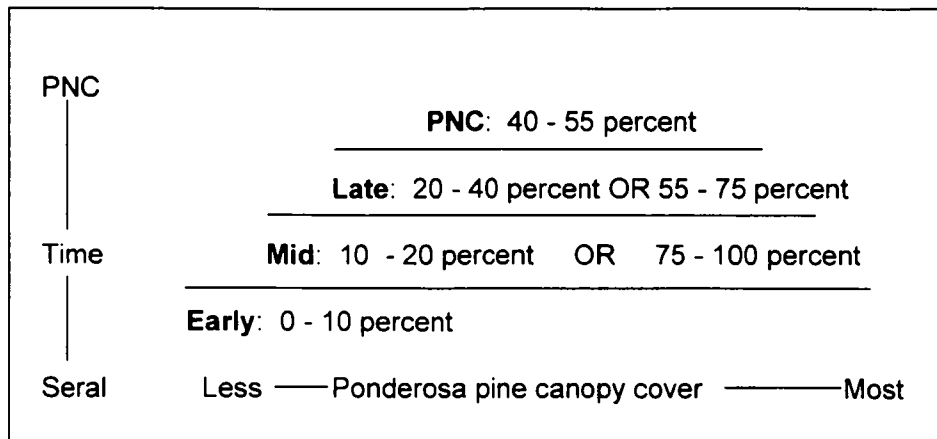 PNC
PNC: 40 - 55 percent
Late: 20 - 40 percent OR 55 - 75 percent
Time
Mid: 10 - 20 percent OR 75 - 100 percent
Early: 0 - 10 percent
Seral
Less Ponderosa pine canopy cover Most